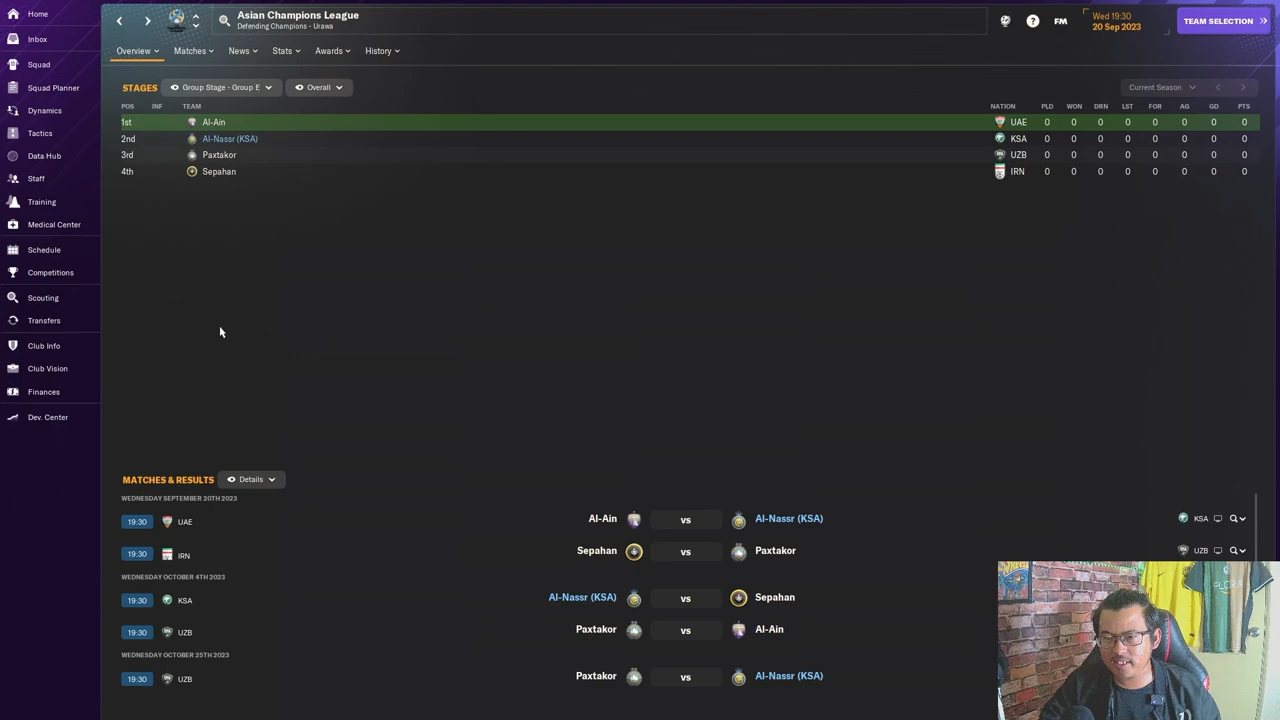 Home
Inbox
Squad
Squad Planner
Dynamics
Tactics
Data Hub
Staff
Training
Medical Center
Schedule
Competitions
Scouting
Transfers
Club Info
Club Vision
Finances
Dev. Center
Asian Champions League
Defending Champions - Urawa
FM
Wed 19:30
20 Sep 2023
TEAM SELECTION
Overview Matches News Stats Awards History
STAGES Group Stage - Group E Overall Current Season
POS INF TEAM NATION PLD WON DRN LST FOR AG GD PTS
1st Al-Ain UAE 0 0 0 0 0 0 0 0
2nd Al-Nassr (KSA) KSA 0 0 0 0 0 0 0 0
3rd Paxtakor UZB 0 0 0 0 0 0 0 0
4th Sepahan IRN 0 0 0 0 0 0 0 0
MATCHES & RESULTS Details
WEDNESDAY SEPTEMBER 20TH 2023
19:30 UAE Al-Ain vs Al-Nassr (KSA) KSA
19:30 IRN Sepahan vs Paxtakor UZB
WEDNESDAY OCTOBER 4TH 2023
19:30 KSA Al-Nassr (KSA) vs Sepahan
19:30 UZB Paxtakor vs Al-Ain
WEDNESDAY OCTOBER 25TH 2023
19:30 UZB Paxtakor vs Al-Nassr (KSA)